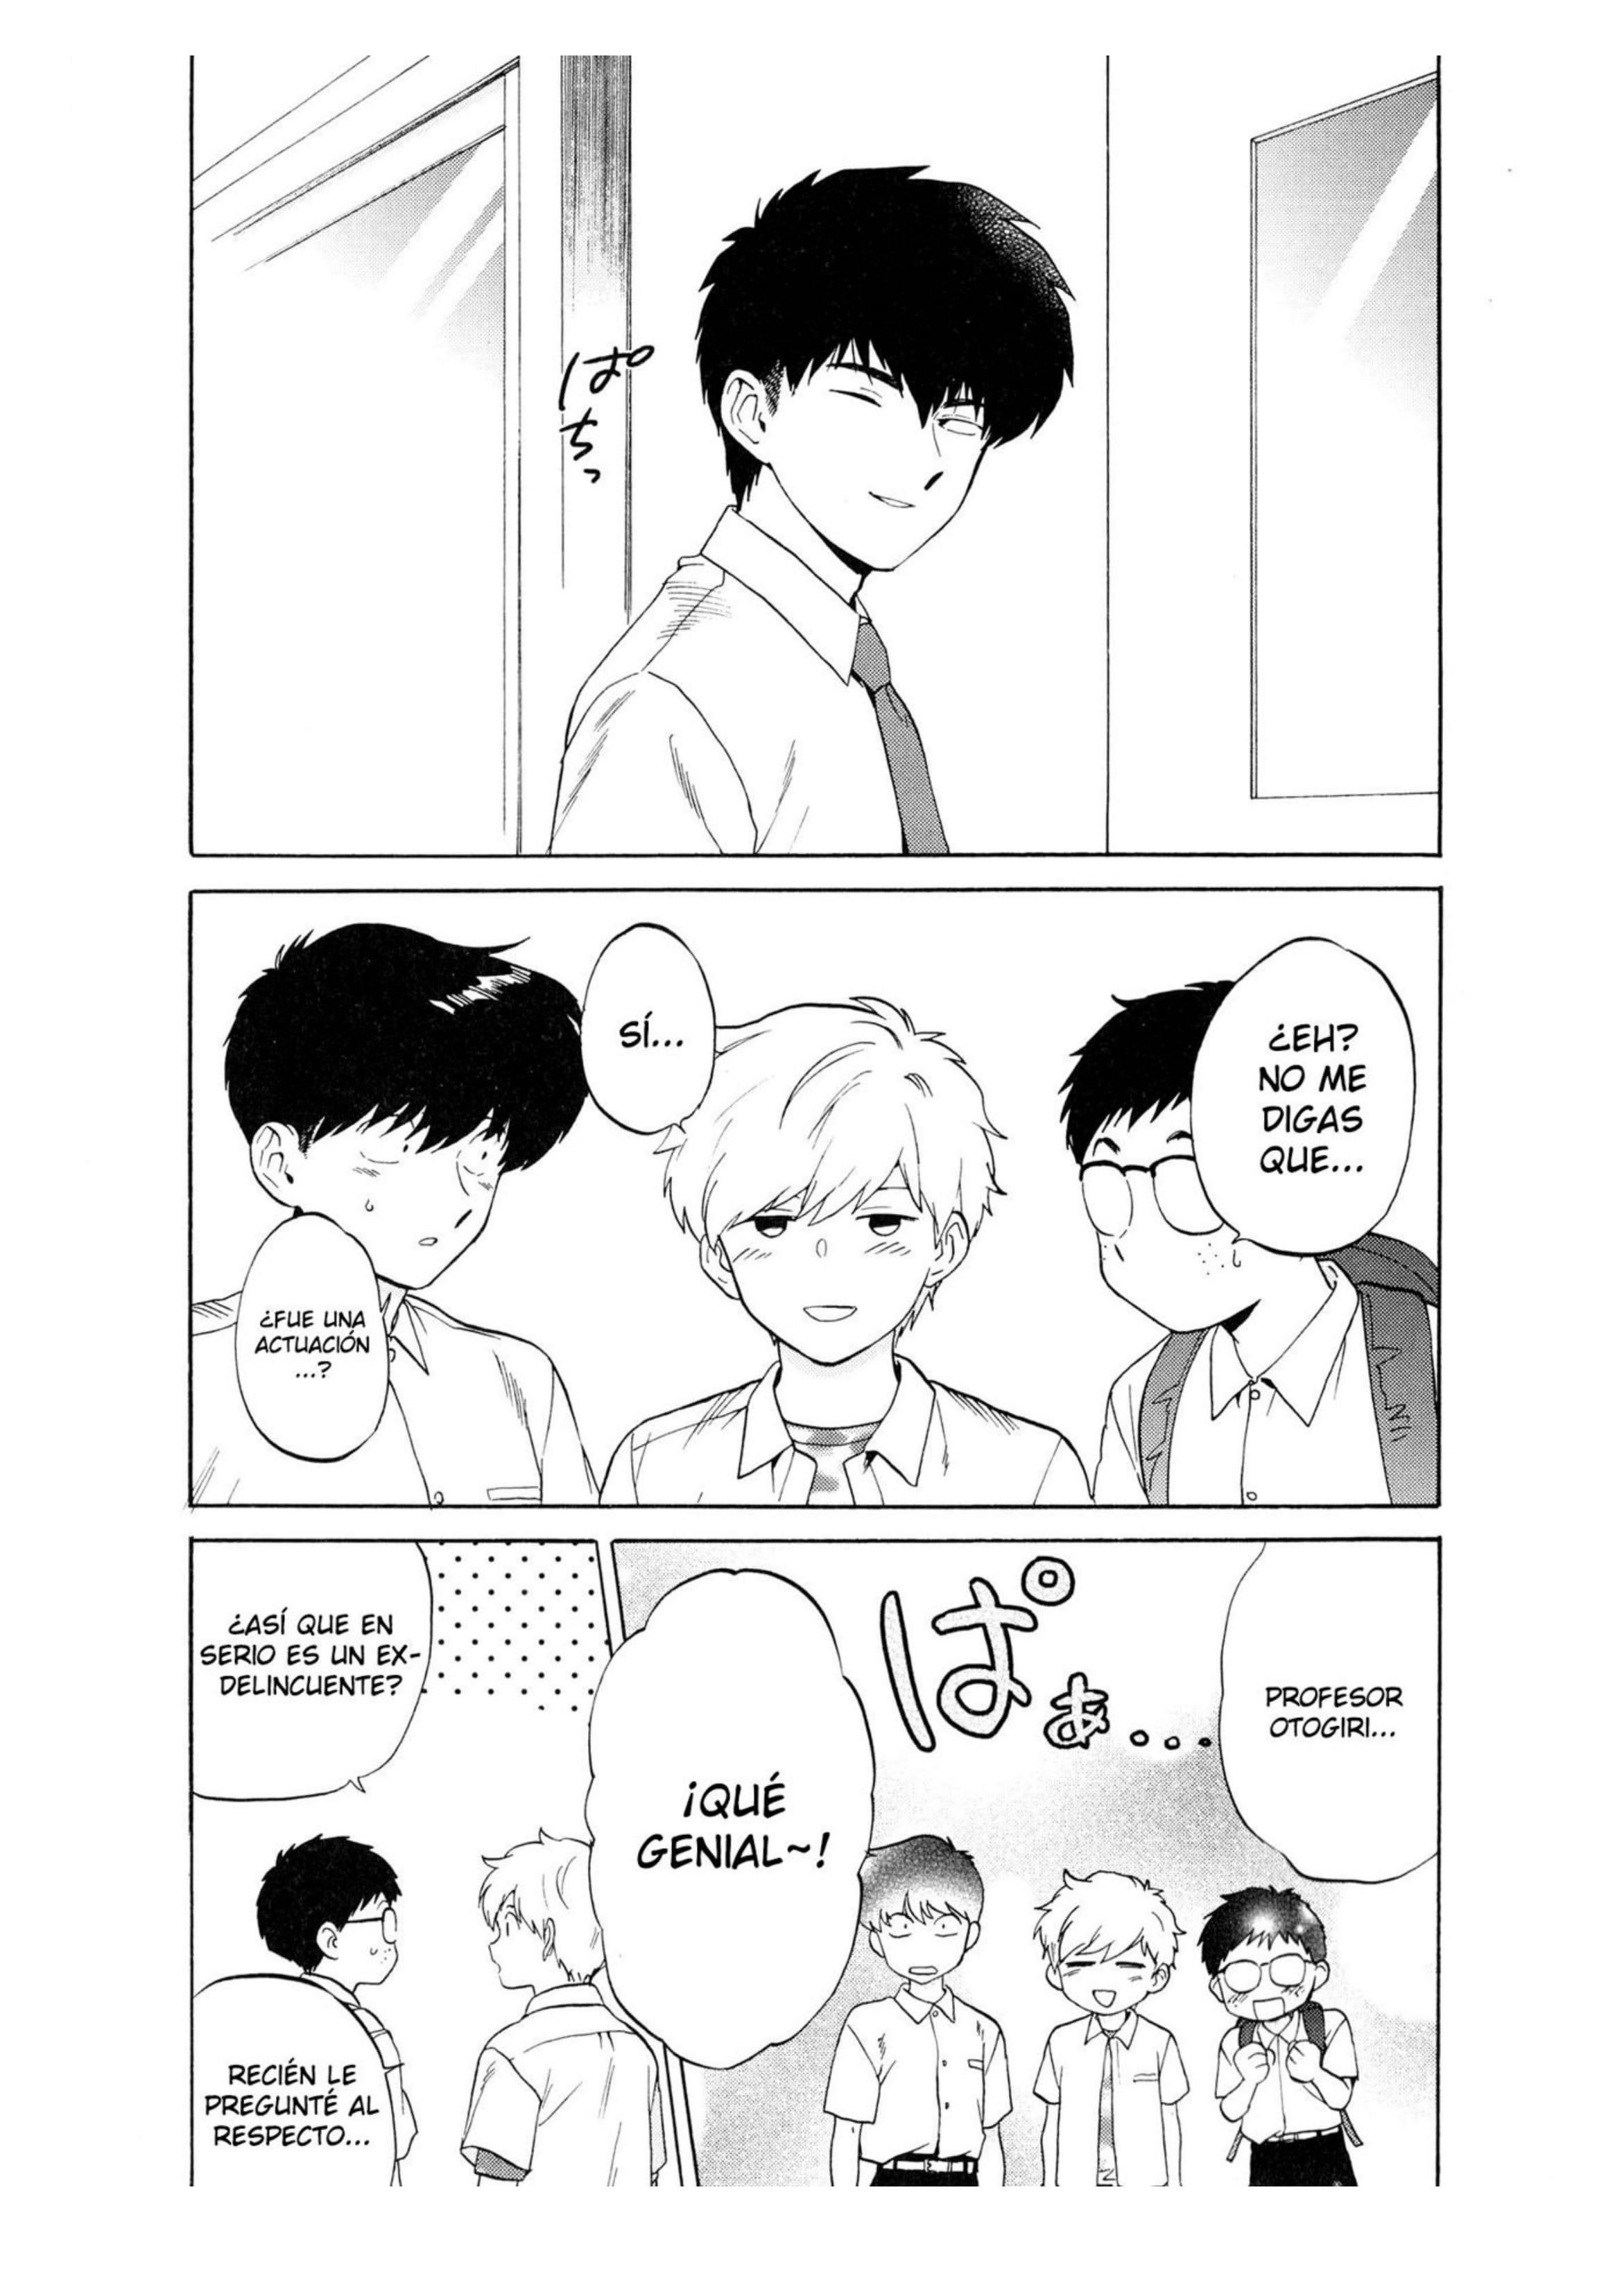 ぱちっ
¿EH?
NO ME
DIGAS
QUE...
SÍ...
¿FUE UNA
ACTUACIÓN
...?
PROFESOR
OTOGIRI...
ぱぁ...
¡QUÉ
GENIAL~!
¿ASÍ QUE EN
SERIO ES UN EX-
DELINCUENTE?
RECIÉN LE
PREGUNTÉ AL
RESPECTO...